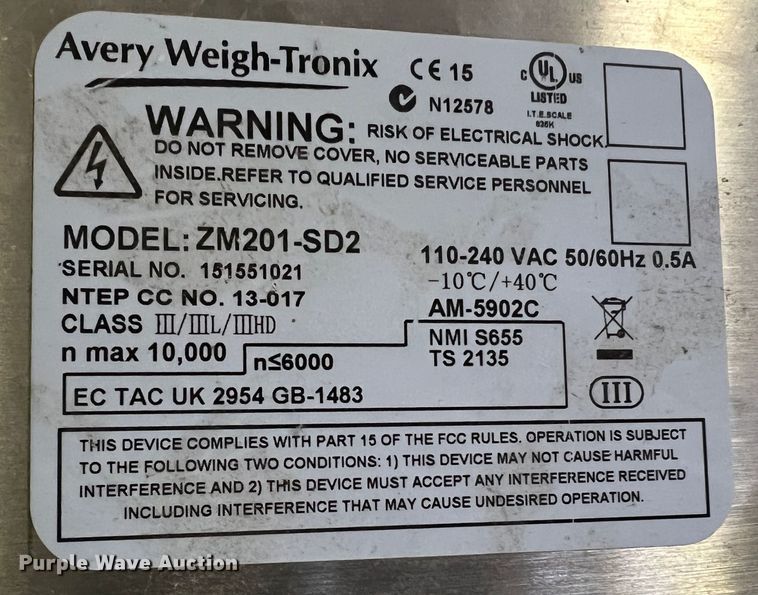 Avery Weigh-Tronix
CE 15
C UL US
LISTED
I.T.E.SCALE
625K
N12578
WARNING: RISK OF ELECTRICAL SHOCK.
DO NOT REMOVE COVER, NO SERVICEABLE PARTS
INSIDE.REFER TO QUALIFIED SERVICE PERSONNEL
FOR SERVICING.
MODEL: ZM201-SD2
110-240 VAC 50/60Hz 0.5A
SERIAL NO. 151551021
-10℃/+40℃
NTEP CC NO. 13-017
AM-5902C
CLASS III/IIIL/IIIHD
NMI S655
n max 10,000
n≤6000
TS 2135
EC TAC UK 2954 GB-1483
III
THIS DEVICE COMPLIES WITH PART 15 OF THE FCC RULES. OPERATION IS SUBJECT
TO THE FOLLOWING TWO CONDITIONS: 1) THIS DEVICE MAY NOT CAUSE HARMFUL
INTERFERENCE AND 2) THIS DEVICE MUST ACCEPT ANY INTERFERENCE RECEIVED
INCLUDING INTERFERENCE THAT MAY CAUSE UNDESIRED OPERATION.
Purple Wave Auction